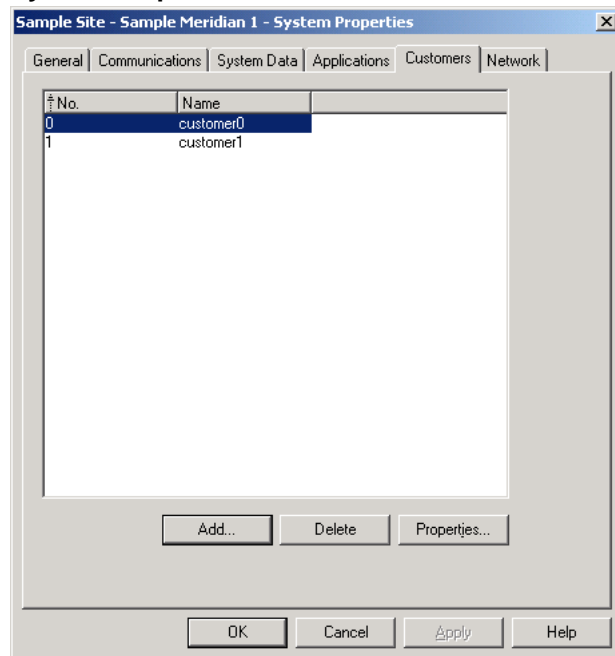 Sample Site - Sample Meridian 1 - System Properties
General Communications System Data Applications Customers Network
No. Name
0 customer0
1 customer1
Add... Delete Properties...
OK Cancel Apply Help